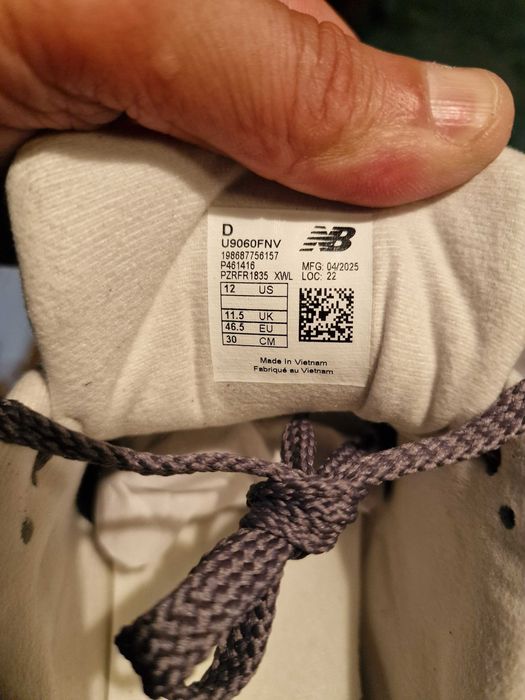 D
U9060FNV
NB
198687756157
P461416 MFG: 04/2025
PZRFR1835 XWL LOC: 22
12 US
11.5 UK
46.5 EU
30 CM
Made in Vietnam
Fabriqué au Vietnam